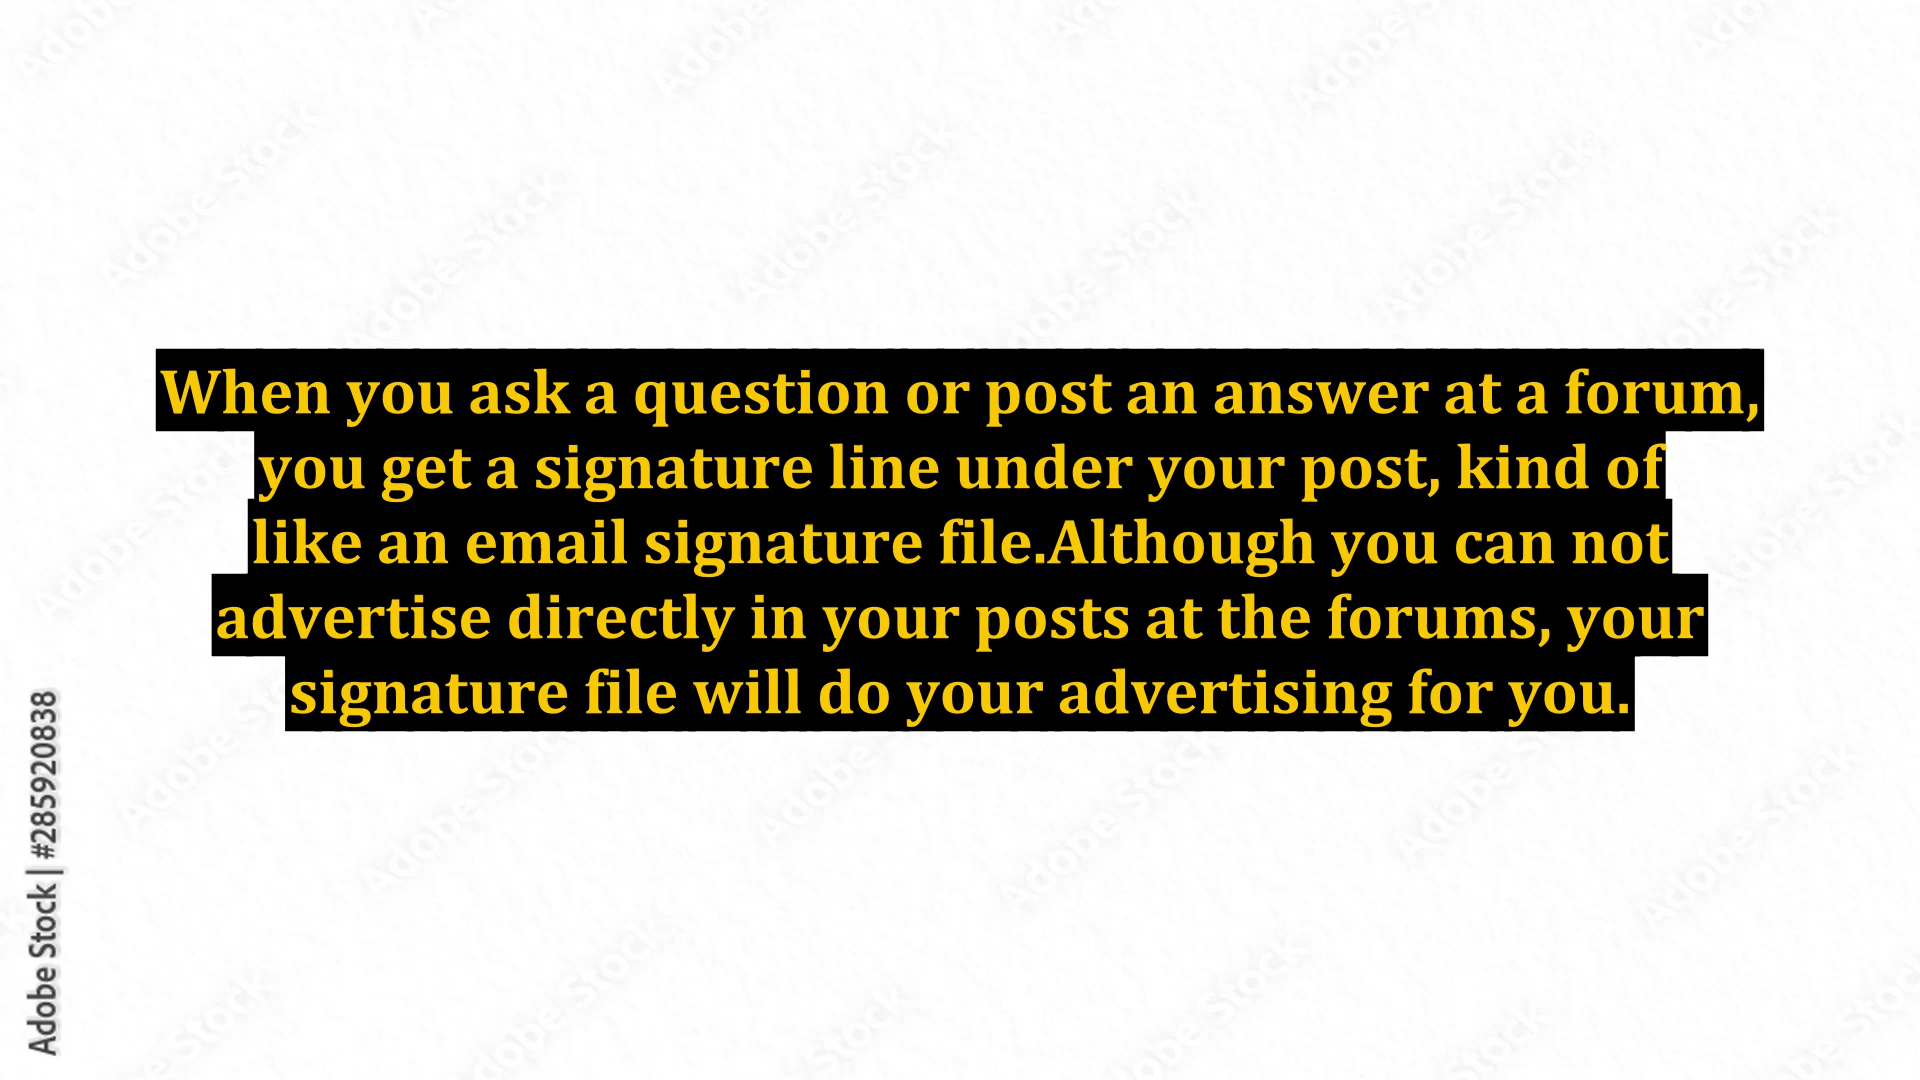 When you ask a question or post an answer at a forum,
you get a signature line under your post, kind of
like an email signature file.Although you can not
advertise directly in your posts at the forums, your
signature file will do your advertising for you.
Adobe Stock | #285920838